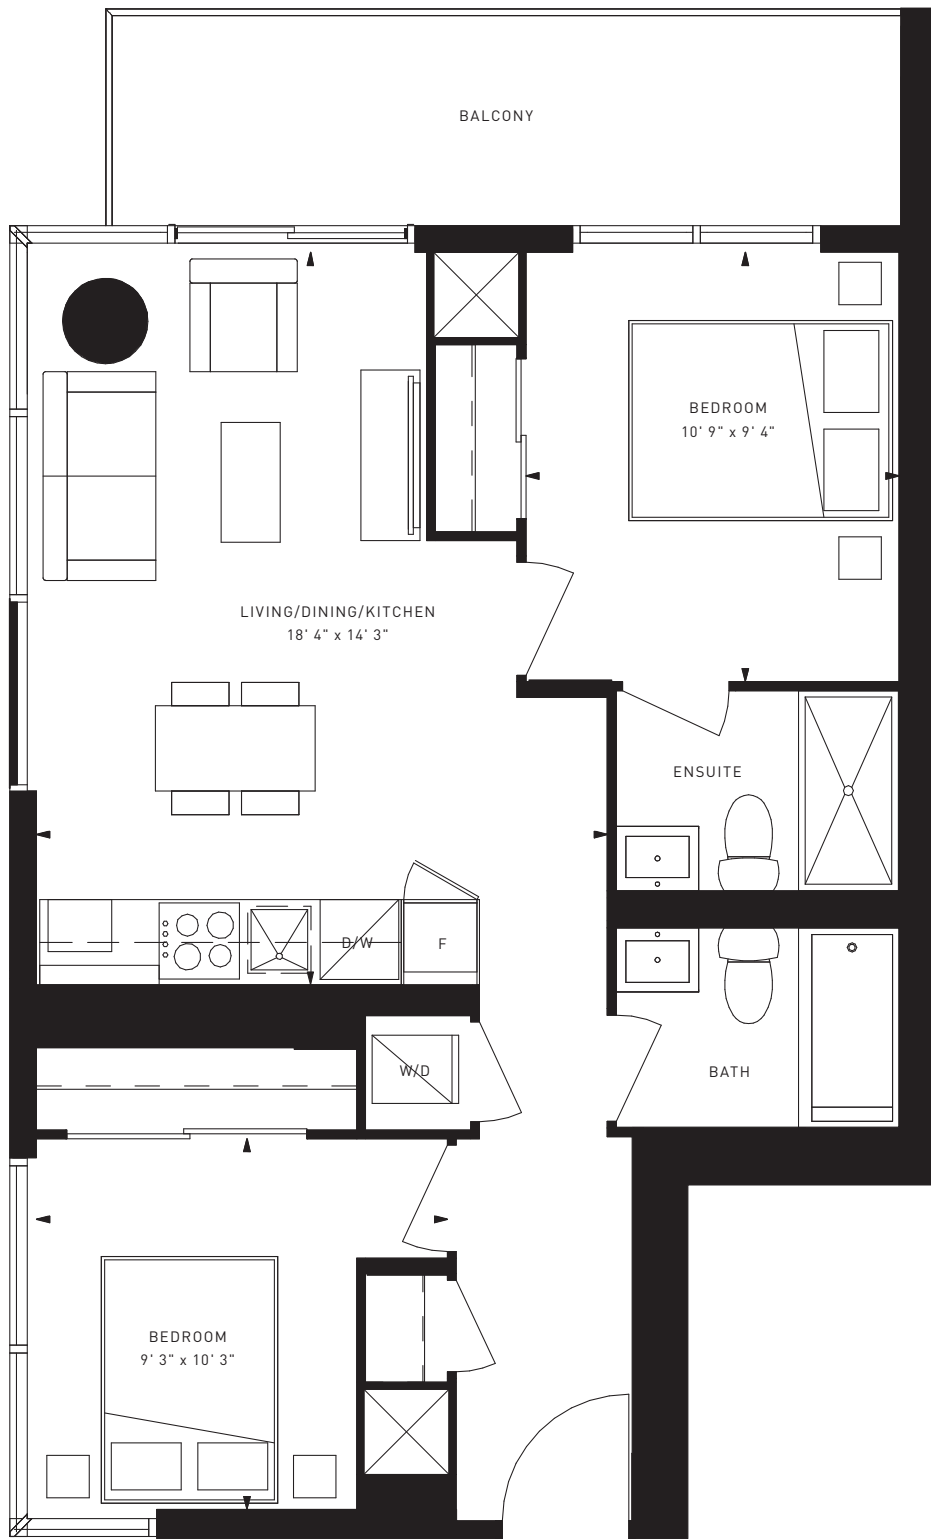 BALCONY
BEDROOM
10' 9" x 9' 4"
LIVING/DINING/KITCHEN
18' 4" x 14' 3"
ENSUITE
D/W
F
W/D
BATH
BEDROOM
9' 3" x 10' 3"